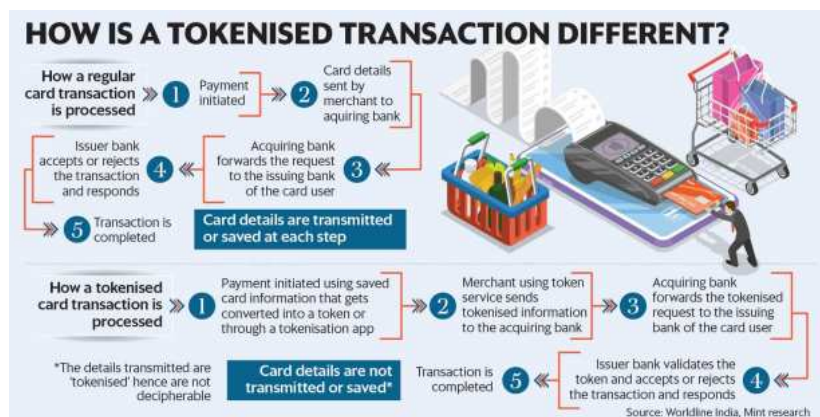 HOW IS A TOKENISED TRANSACTION DIFFERENT?
How a regular
card transaction
is processed
1
Payment
initiated
2
Card details
sent by
merchant to
aquiring bank
3
Acquiring bank
forwards the request
to the issuing bank
of the card user
4
Issuer bank
accepts or rejects
the transaction
and responds
5
Transaction is
completed
Card details are transmitted
or saved at each step
How a tokenised
card transaction is
processed
1
Payment initiated using saved
card information that gets
converted into a token or
through a tokenisation app
2
Merchant using token
service sends
tokenised information
to the acquiring bank
3
Acquiring bank
forwards the tokenised
request to the issuing
bank of the card user
4
Issuer bank validates the
token and accepts or rejects
the transaction and responds
5
Transaction is
completed
Card details are not
transmitted or saved*
*The details transmitted are
'tokenised' hence are not
decipherable
Source: Worldline India, Mint research